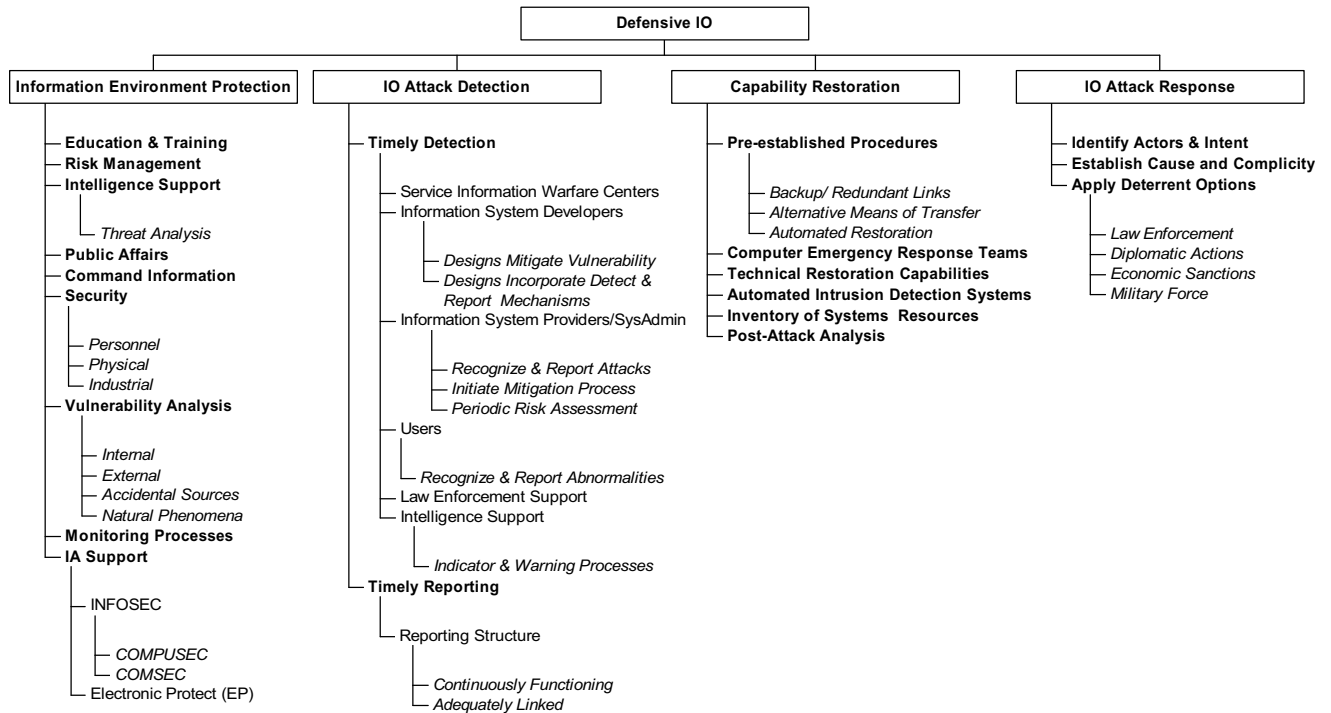 Defensive IO
Information Environment Protection
Education & Training
Risk Management
Intelligence Support
Threat Analysis
Public Affairs
Command Information
Security
Personnel
Physical
Industrial
Vulnerability Analysis
Internal
External
Accidental Sources
Natural Phenomena
Monitoring Processes
IA Support
INFOSEC
COMPUSEC
COMSEC
Electronic Protect (EP)
IO Attack Detection
Timely Detection
Service Information Warfare Centers
Information System Developers
Designs Mitigate Vulnerability
Designs Incorporate Detect &
Report Mechanisms
Information System Providers/SysAdmin
Recognize & Report Attacks
Initiate Mitigation Process
Periodic Risk Assessment
Users
Recognize & Report Abnormalities
Law Enforcement Support
Intelligence Support
Indicator & Warning Processes
Timely Reporting
Reporting Structure
Continuously Functioning
Adequately Linked
Capability Restoration
Pre-established Procedures
Backup/ Redundant Links
Alternative Means of Transfer
Automated Restoration
Computer Emergency Response Teams
Technical Restoration Capabilities
Automated Intrusion Detection Systems
Inventory of Systems Resources
Post-Attack Analysis
IO Attack Response
Identify Actors & Intent
Establish Cause and Complicity
Apply Deterrent Options
Law Enforcement
Diplomatic Actions
Economic Sanctions
Military Force